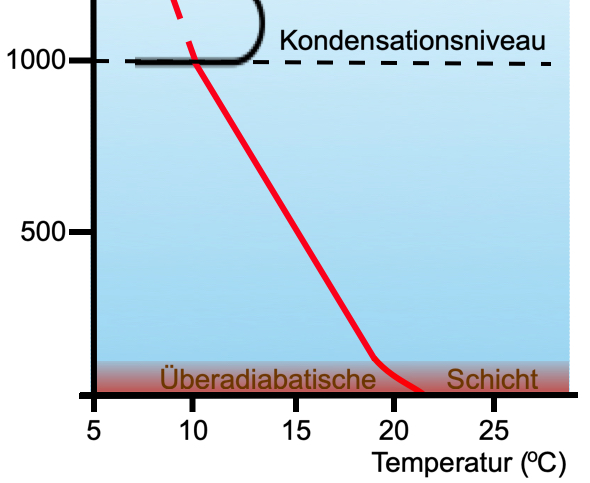 Kondensationsniveau
1000
500
Überadiabatische Schicht
5 10 15 20 25
Temperatur (ºC)